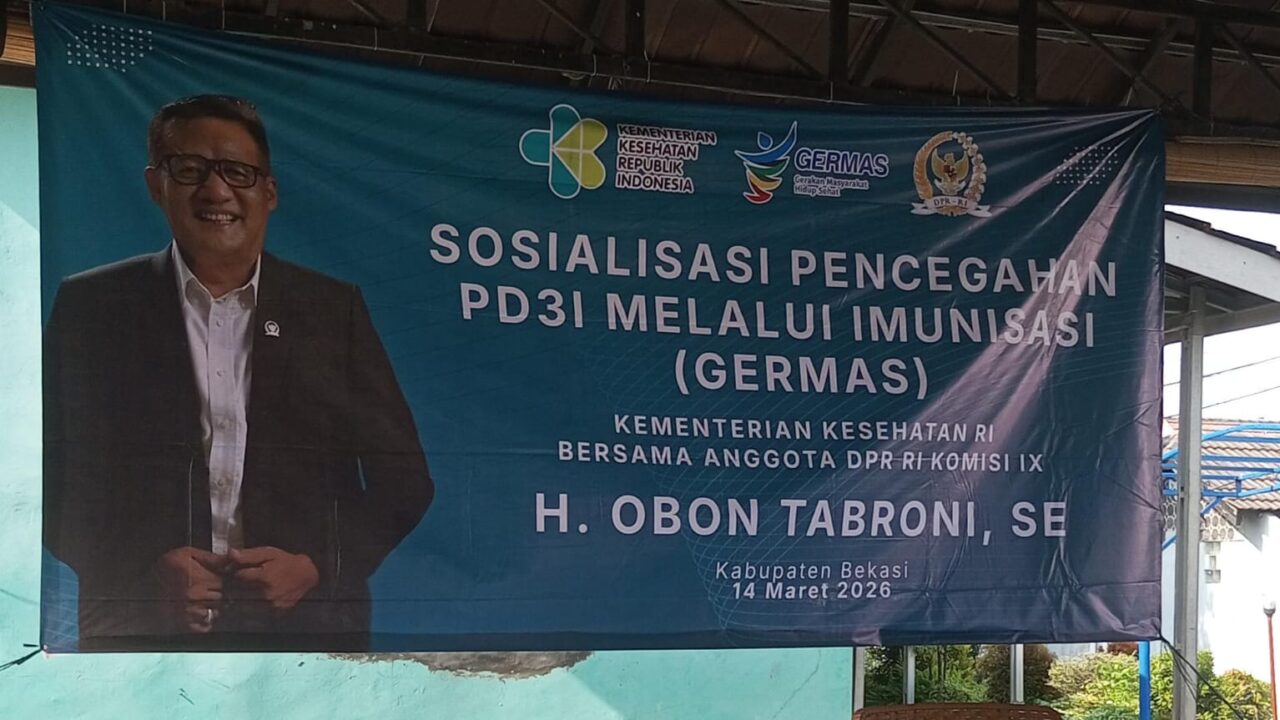 KEMENTERIAN
KESEHATAN
REPUBLIK
INDONESIA
GERMAS
Gerakan Masyarakat
Hidup Sehat
DPR - RI
SOSIALISASI PENCEGAHAN
PD3I MELALUI IMUNISASI
(GERMAS)
KEMENTERIAN KESEHATAN RI
BERSAMA ANGGOTA DPR RI KOMISI IX
H. OBON TABRONI, SE
Kabupaten Bekasi
14 Maret 2026